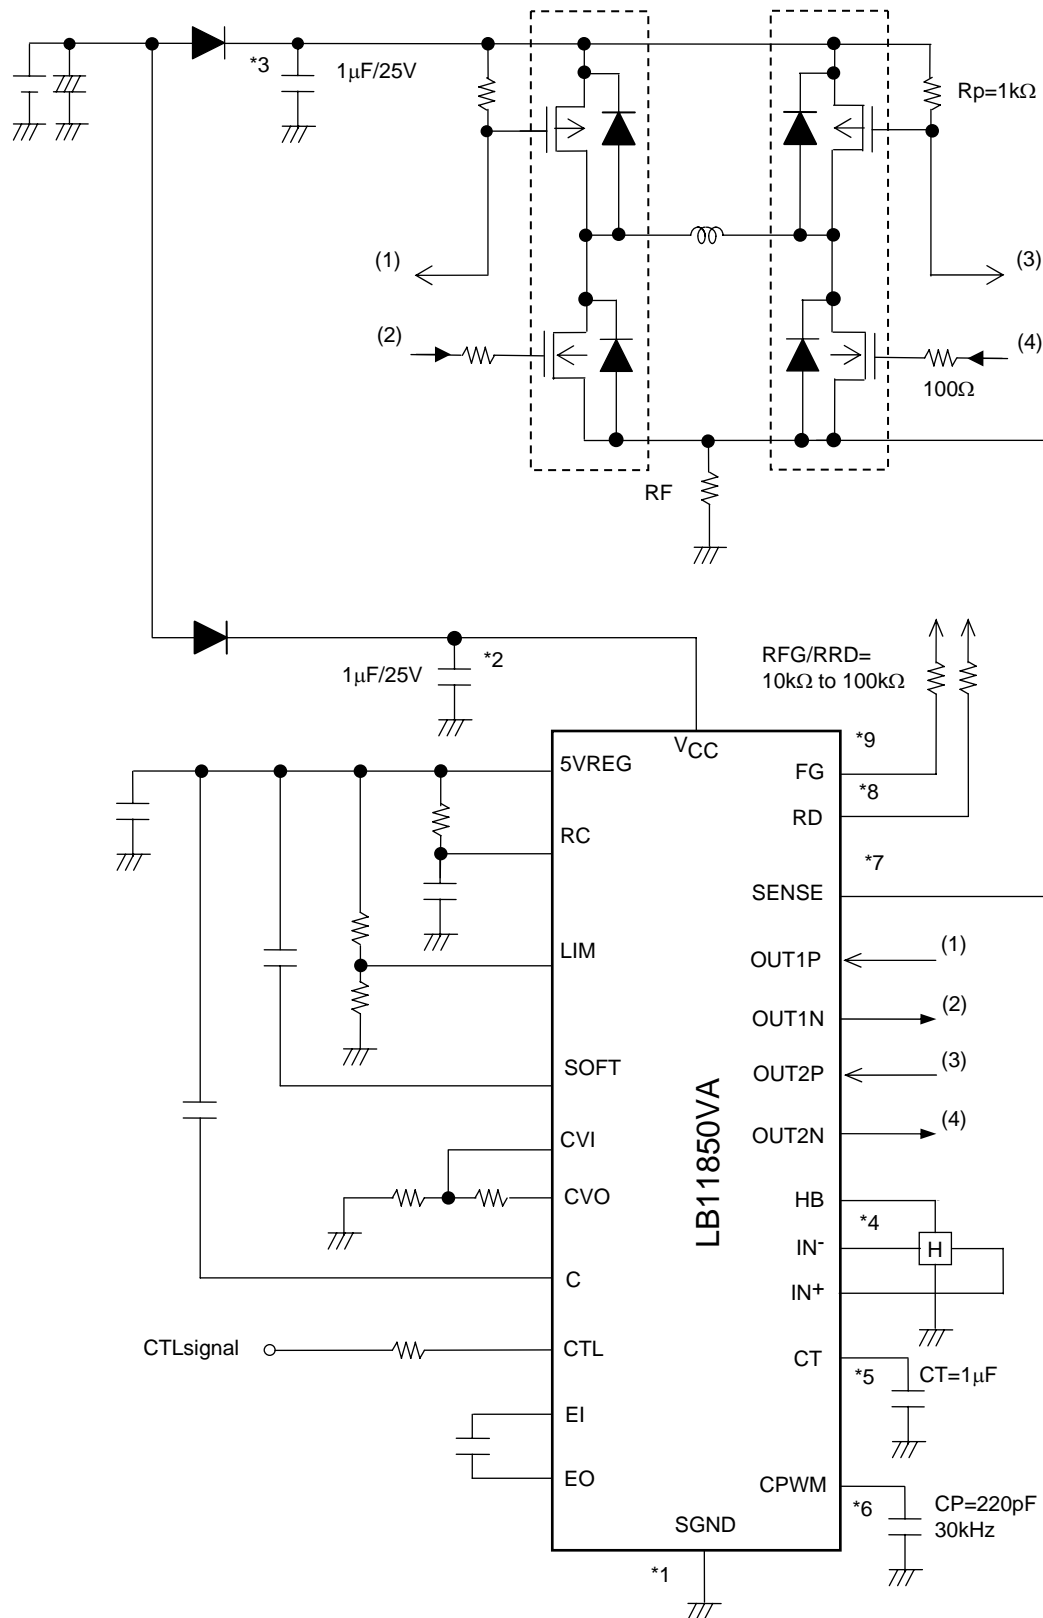 *3
1μF/25V
Rp=1kΩ
(1)
(3)
(2)
(4)
100Ω
RF
1μF/25V
*2
RFG/RRD=
10kΩ to 100kΩ
VCC
*9
5VREG
FG
*8
RC
RD
*7
SENSE
LIM
OUT1P
(1)
OUT1N
(2)
SOFT
OUT2P
(3)
OUT2N
(4)
LB11850VA
CVI
CVO
HB
*4
IN-
H
IN+
C
CTLsignal
CTL
CT
*5
CT=1μF
EI
EO
CPWM
*6
CP=220pF
30kHz
SGND
*1